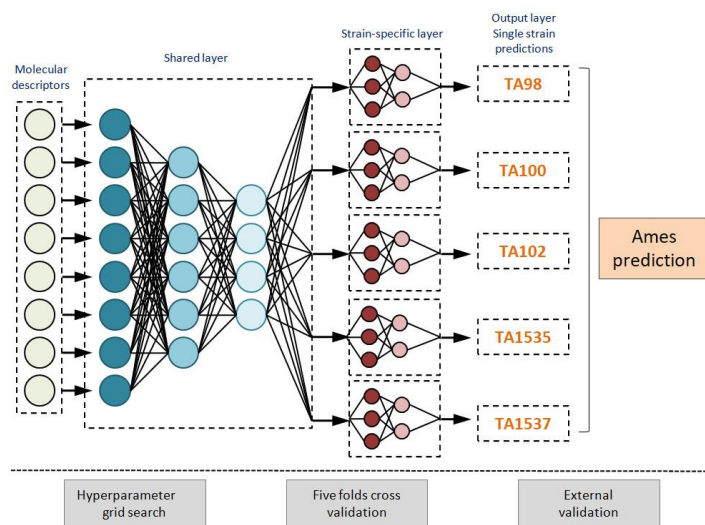 Output layer
Single strain
predictions
Strain-specific layer
Shared layer
Molecular
descriptors
TA98
TA100
TA102
TA1535
TA1537
Ames
prediction
Hyperparameter
grid search
Five folds cross
validation
External
validation